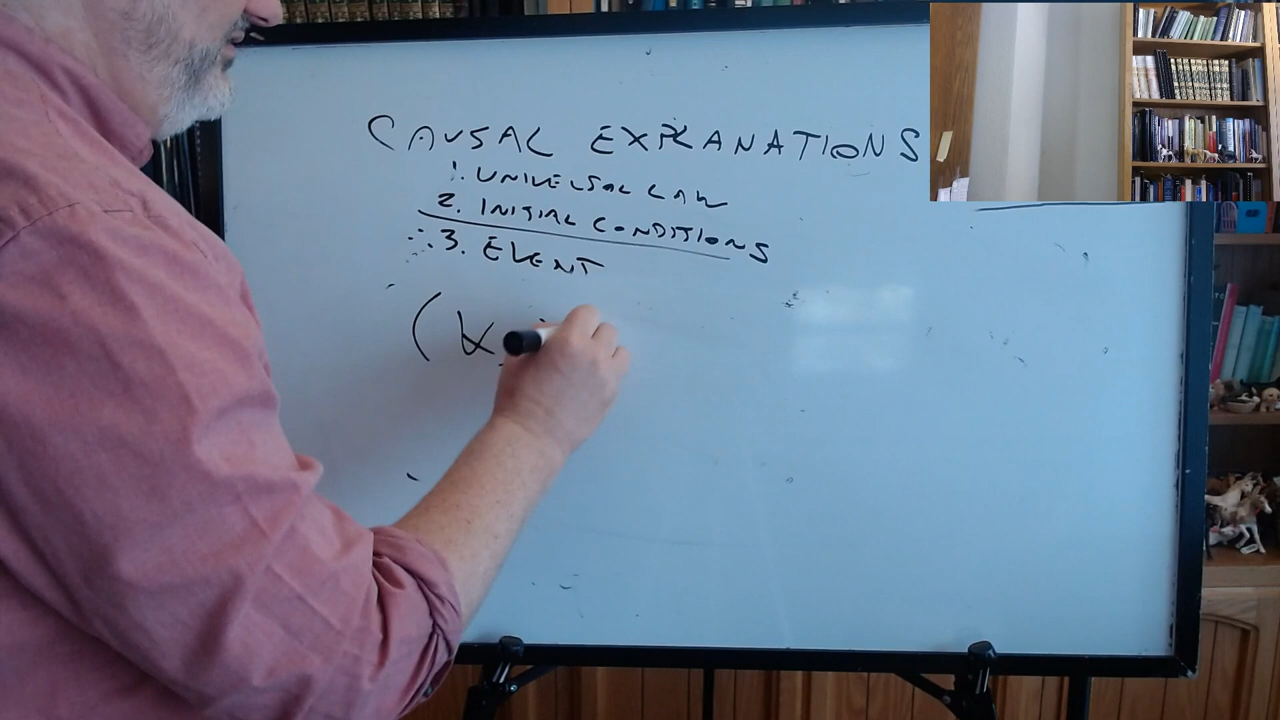 CAUSAL EXPLANATIONS
1. UNIVERSAL LAW
2. INITIAL CONDITIONS
∴ 3. EVENT
(